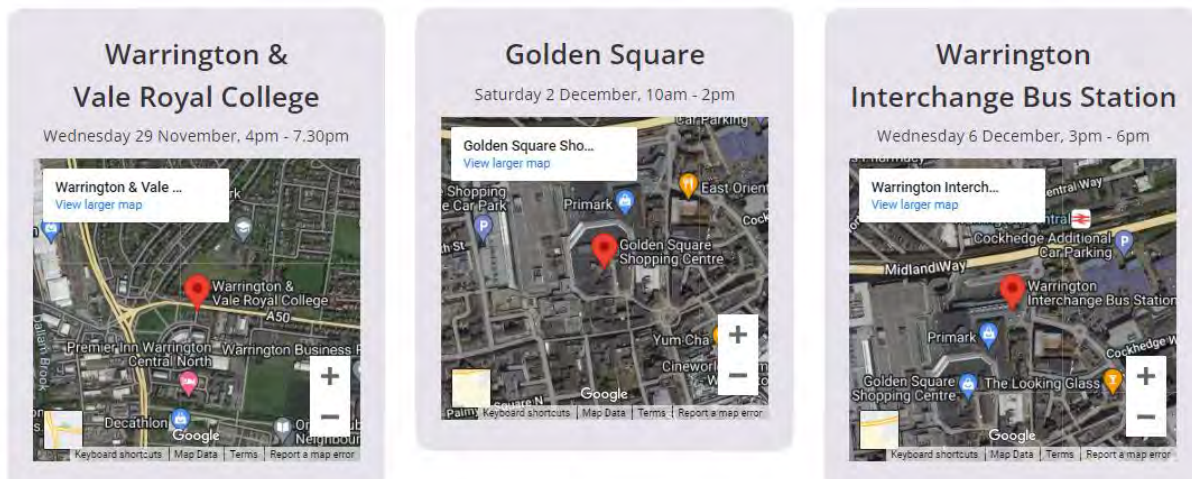 Warrington &
Vale Royal College
Wednesday 29 November, 4pm - 7.30pm
Warrington & Vale ...
View larger map
Warrington &
Vale Royal College
A50
Dallam Brook
Premier Inn Warrington
Central North
Warrington Business
Decathlon
Google
Keyboard shortcuts
Map Data
Terms
Report a map error
Golden Square
Saturday 2 December, 10am - 2pm
Car Parking
Golden Square Sho...
View larger map
Shopping
Car Park
Primark
East Orient
Golden Square
Shopping Centre
Yum Cha
Cineworld
Google
Keyboard shortcuts
Map Data
Terms
Report a map error
Warrington
Interchange Bus Station
Wednesday 6 December, 3pm - 6pm
Warrington Interch...
View larger map
Cockhedge Additional
Car Parking
Midland Way
Warrington
Interchange Bus Station
Primark
Cockhedge W
Golden Square
Shopping Centre
The Looking Glass
Google
Keyboard shortcuts
Map Data
Terms
Report a map error